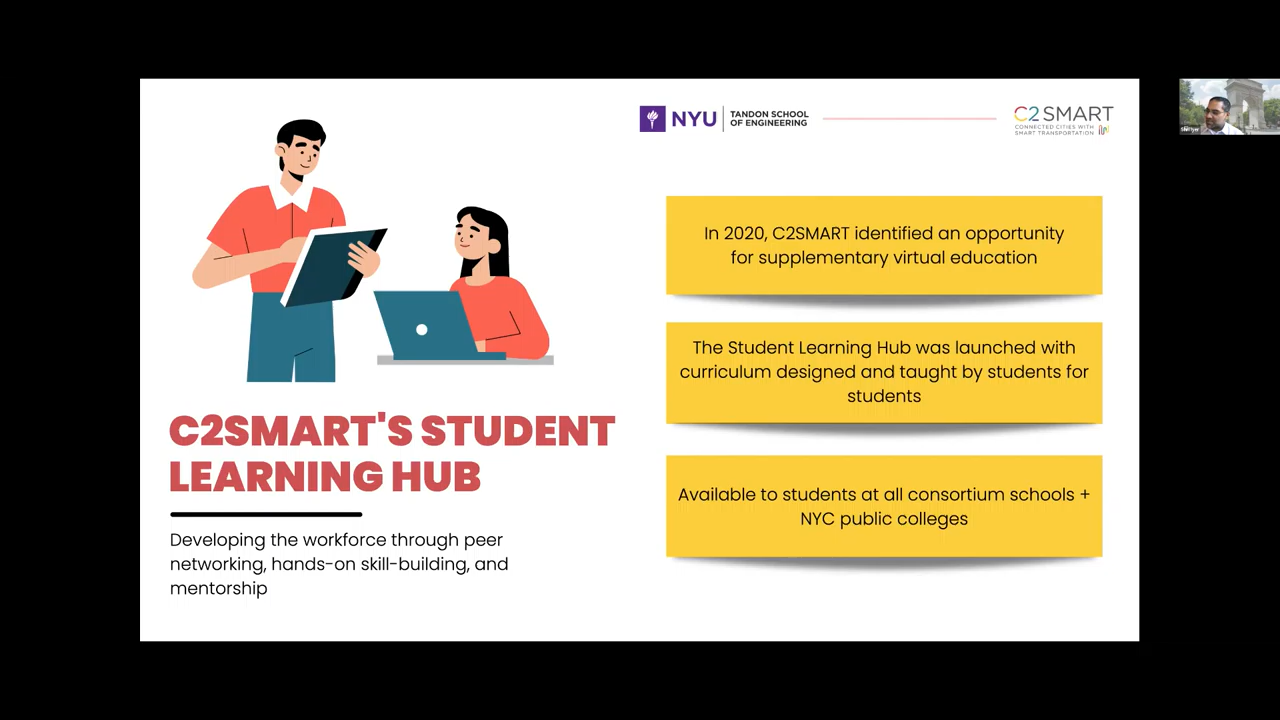 NYU
TANDON SCHOOL
OF ENGINEERING
C2SMART
CONNECTED CITIES WITH
SMART TRANSPORTATION
In 2020, C2SMART identified an opportunity
for supplementary virtual education
The Student Learning Hub was launched with
curriculum designed and taught by students for
students
Available to students at all consortium schools +
NYC public colleges
C2SMART'S STUDENT
LEARNING HUB
Developing the workforce through peer
networking, hands-on skill-building, and
mentorship